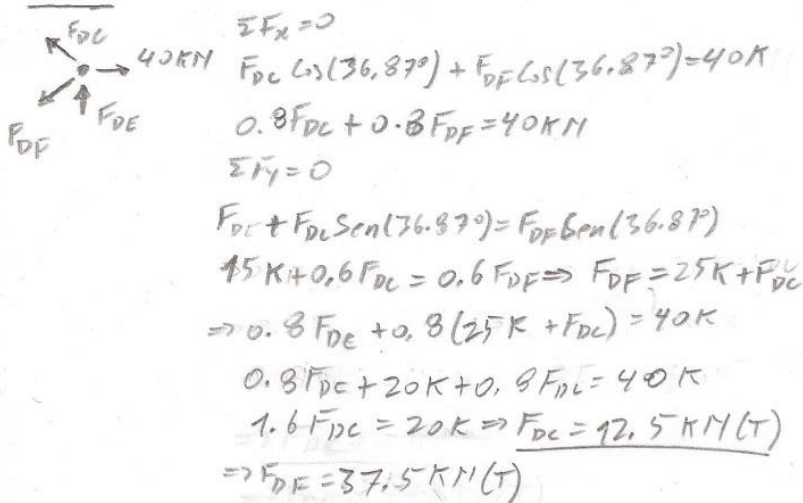 F_DC
40KN
F_DE
F_DF
ΣFx=0
F_DC Cos(36,87°)+F_DF Cos(36.87°)=40K
0.8F_DC+0.8F_DF=40KN
ΣFy=0
F_DE+F_DC Sen(36.87°)=F_DF Sen(36.87°)
15K+0,6F_DC=0.6F_DF⇒ F_DF=25K+F_DC
⇒0.8F_DC+0,8(25K+F_DC)=40K
0.8F_DC+20K+0,8F_DC=40K
1.6F_DC=20K⇒F_DC=12.5KN(T)
⇒F_DF=37.5KN(T)